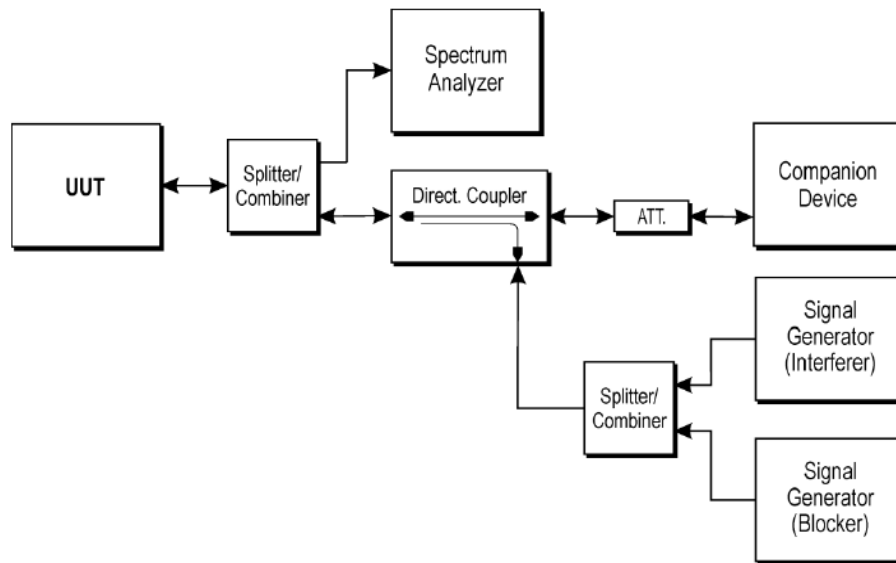 Spectrum
Analyzer
UUT
Splitter/
Combiner
Direct. Coupler
ATT.
Companion
Device
Signal
Generator
(Interferer)
Splitter/
Combiner
Signal
Generator
(Blocker)